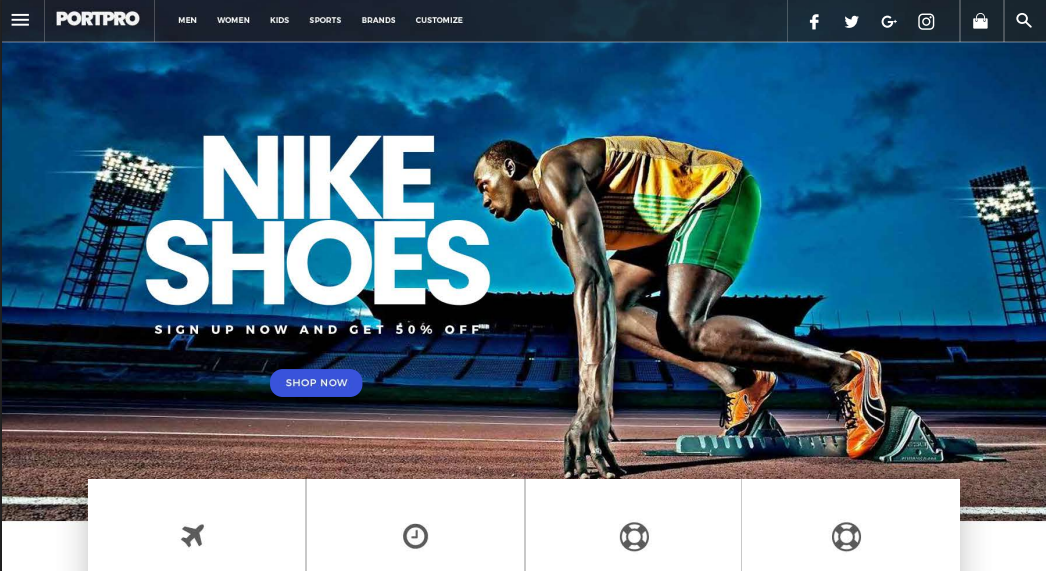 PORTPRO
MEN WOMEN KIDS SPORTS BRANDS CUSTOMIZE
NIKE
SHOES
SIGN UP NOW AND GET 50% OFF
SHOP NOW